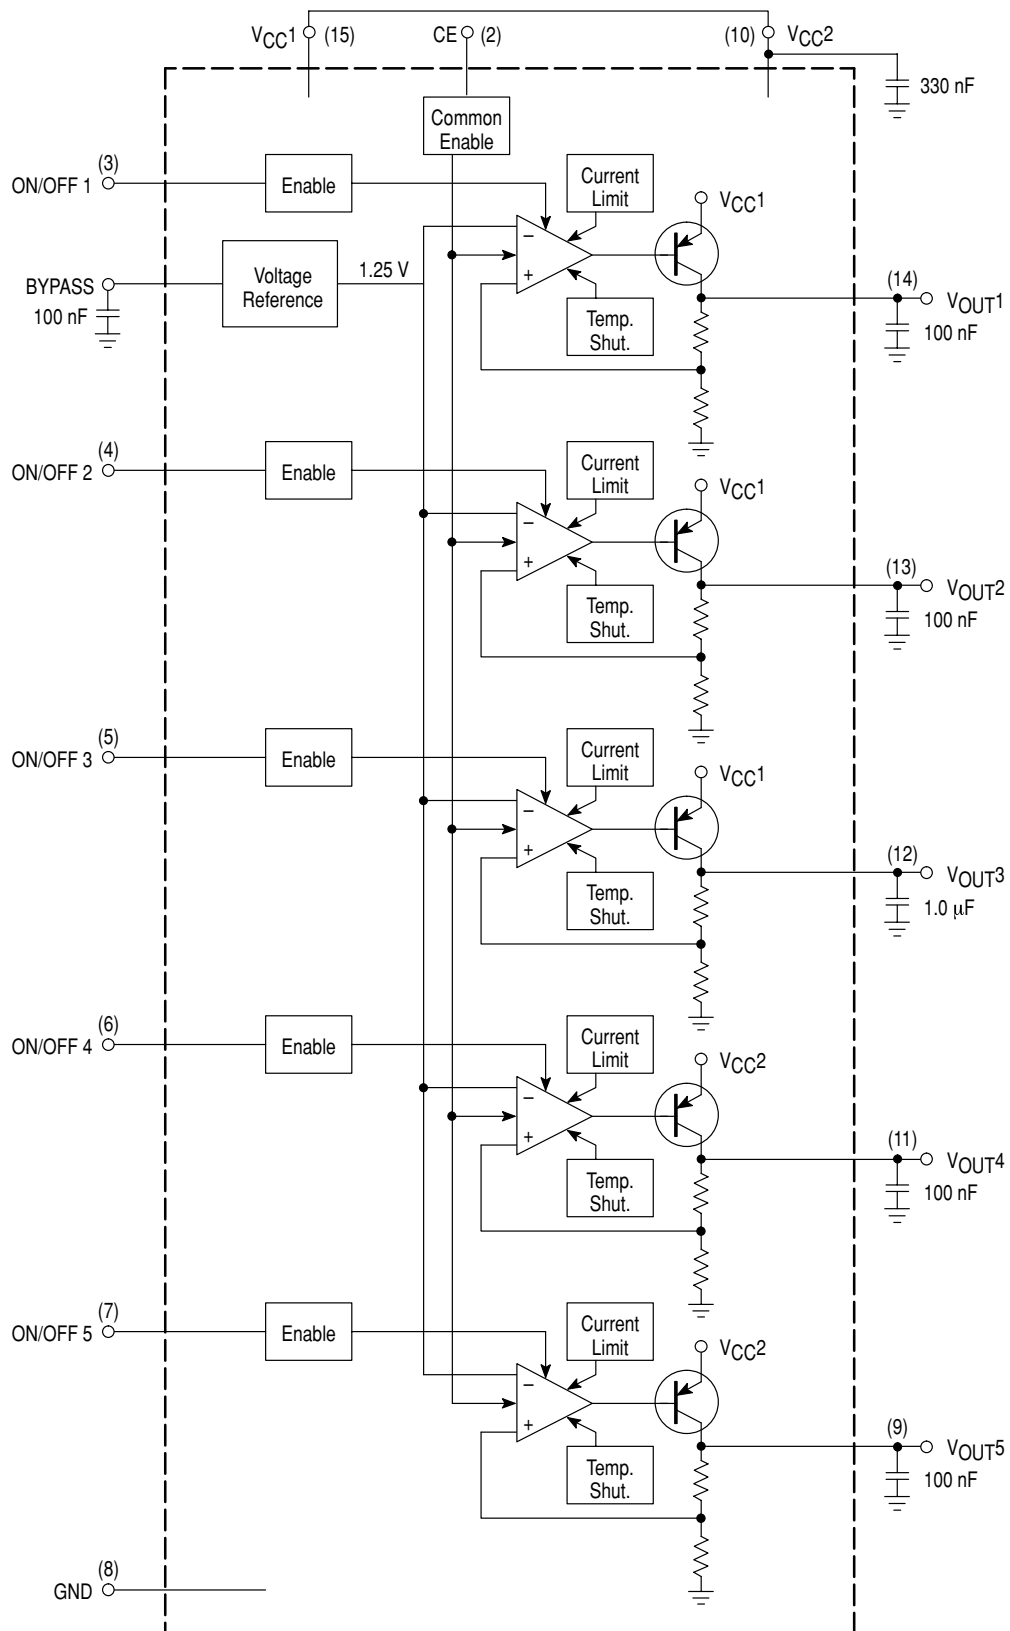 VCC1 (15) CE (2) (10) VCC2
330 nF
Common
Enable
(3)
ON/OFF 1
Enable
Current
Limit
VCC1
−
+
BYPASS
100 nF
Voltage
Reference
1.25 V
Temp.
Shut.
(14)
VOUT1
100 nF
(4)
ON/OFF 2
Enable
Current
Limit
VCC1
−
+
Temp.
Shut.
(13)
VOUT2
100 nF
(5)
ON/OFF 3
Enable
Current
Limit
VCC1
−
+
Temp.
Shut.
(12)
VOUT3
1.0 µF
(6)
ON/OFF 4
Enable
Current
Limit
VCC2
−
+
Temp.
Shut.
(11)
VOUT4
100 nF
(7)
ON/OFF 5
Enable
Current
Limit
VCC2
−
+
Temp.
Shut.
(9)
VOUT5
100 nF
(8)
GND